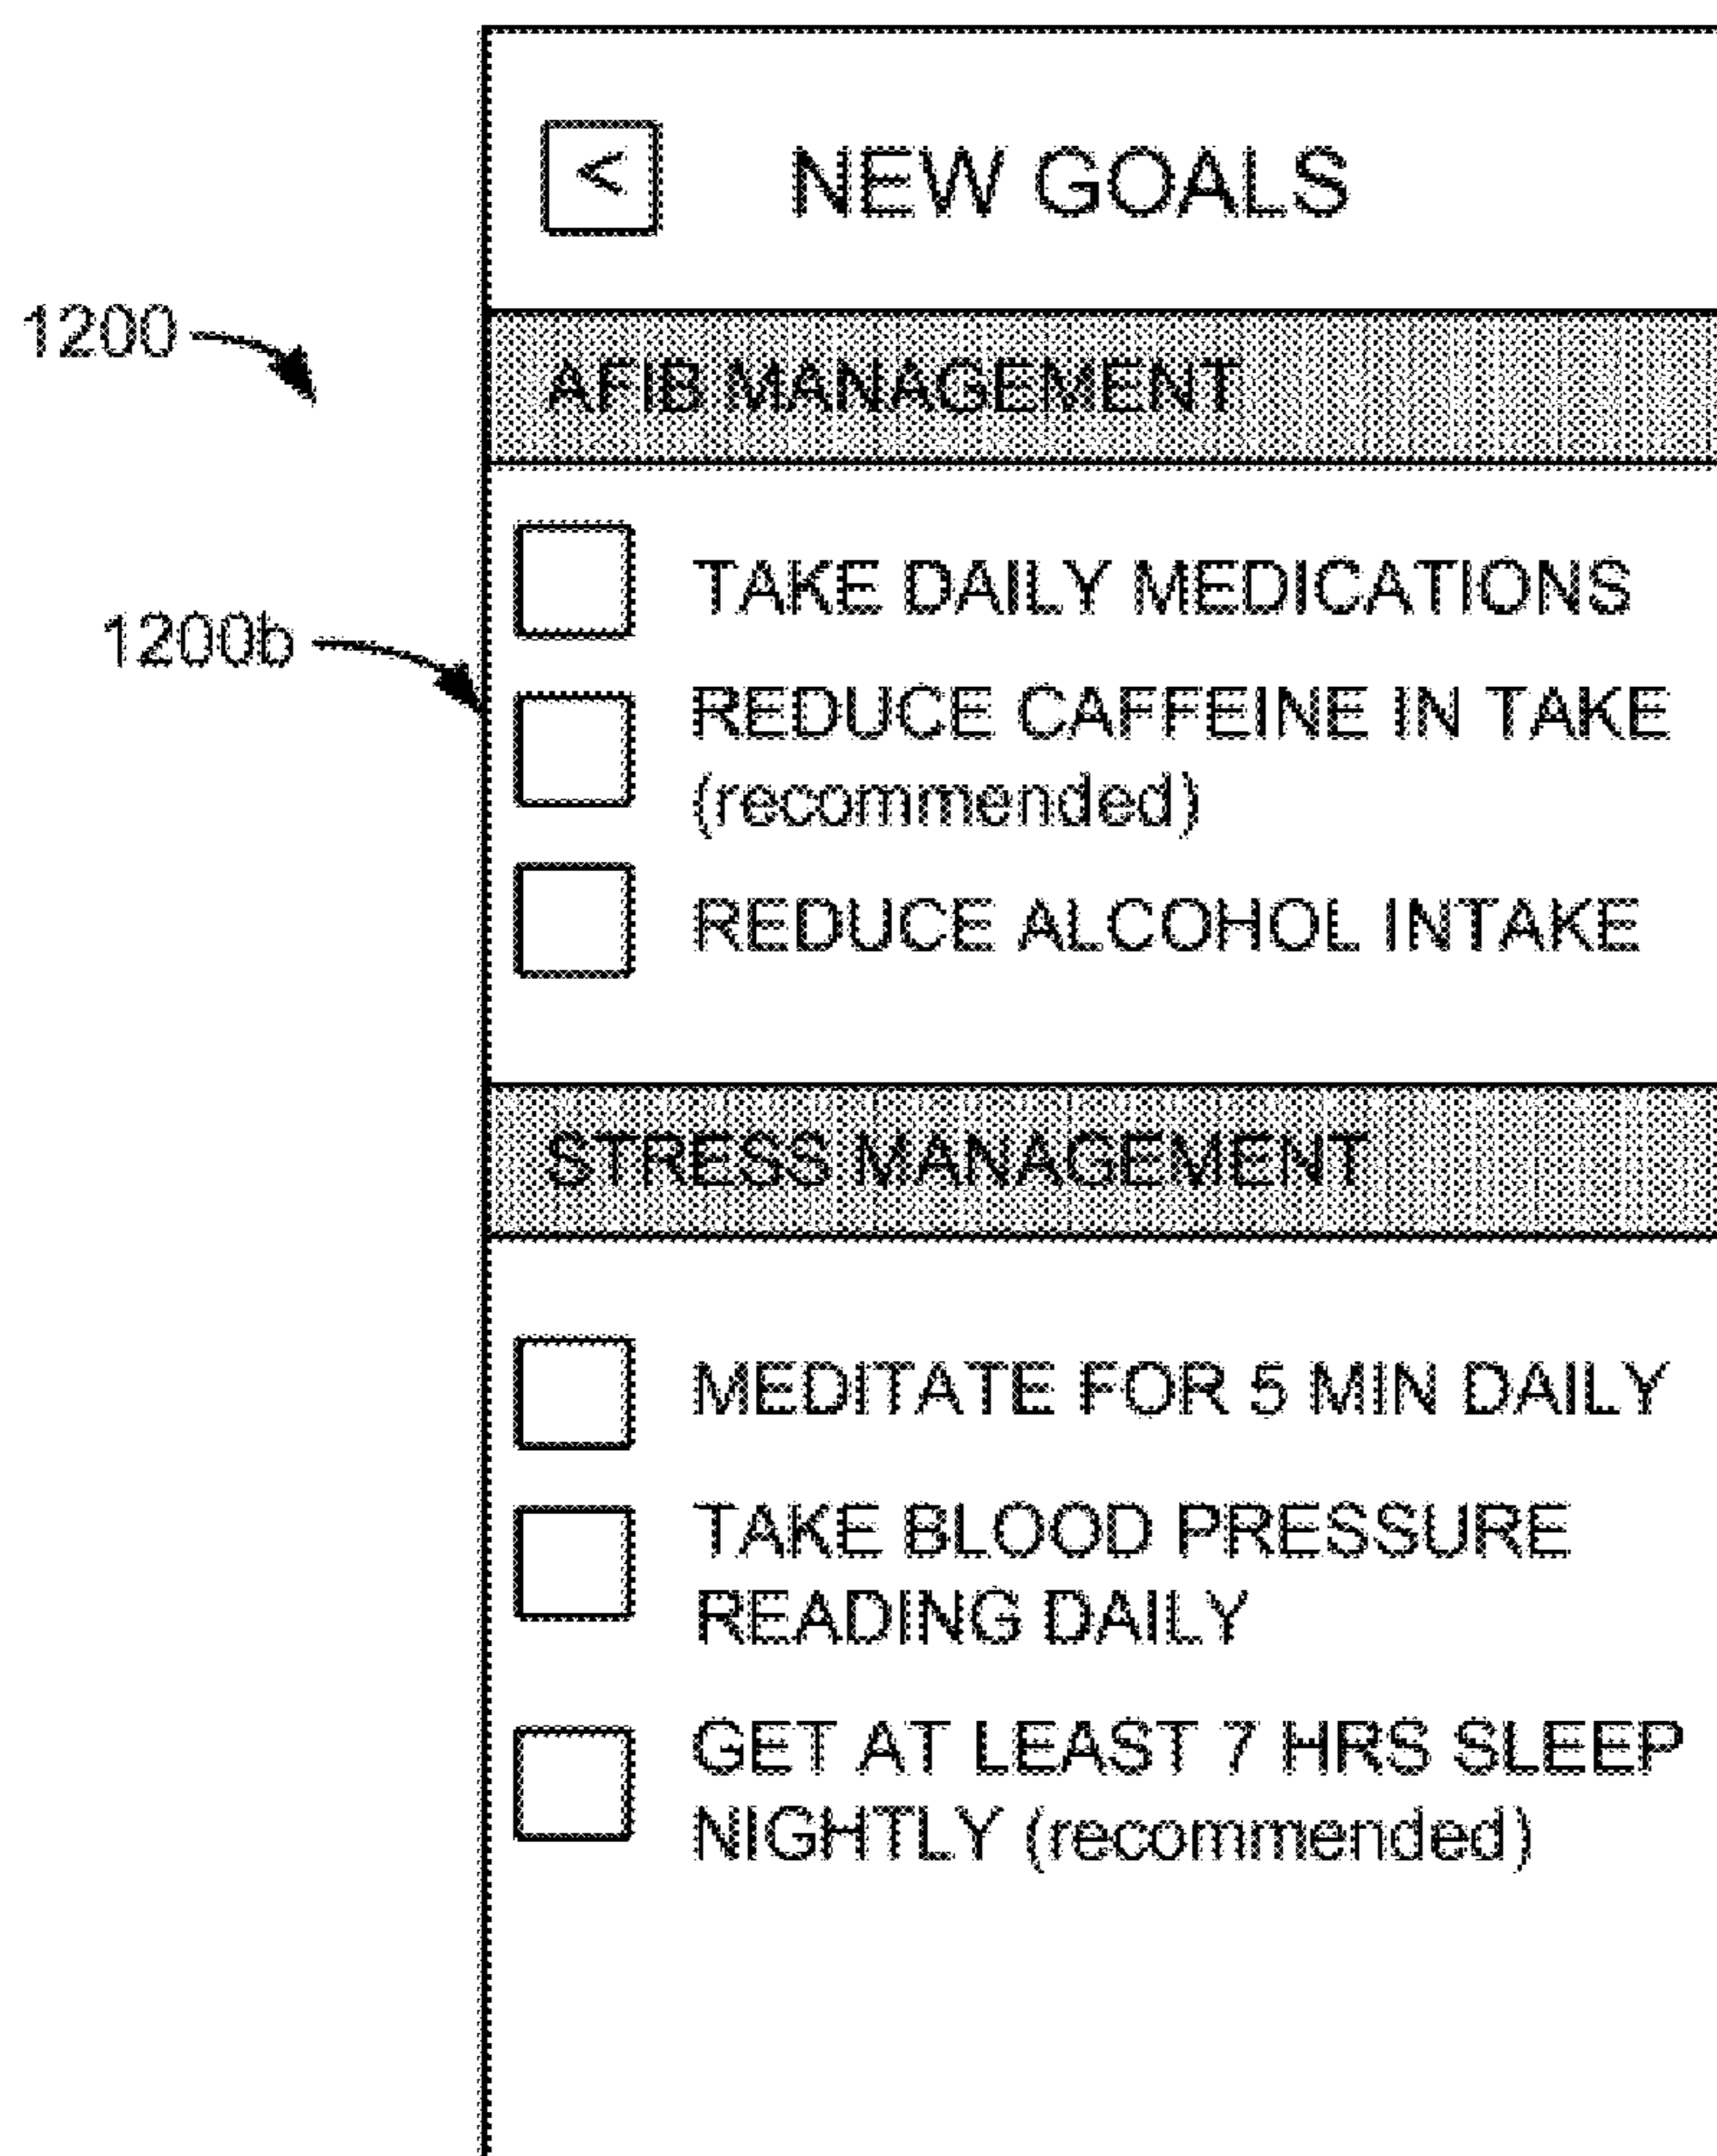 < NEW GOALS
1200
AFIB MANAGEMENT
TAKE DAILY MEDICATIONS
1200b
REDUCE CAFFEINE IN TAKE
(recommended)
REDUCE ALCOHOL INTAKE
STRESS MANAGEMENT
MEDITATE FOR 5 MIN DAILY
TAKE BLOOD PRESSURE
READING DAILY
GET AT LEAST 7 HRS SLEEP
NIGHTLY (recommended)